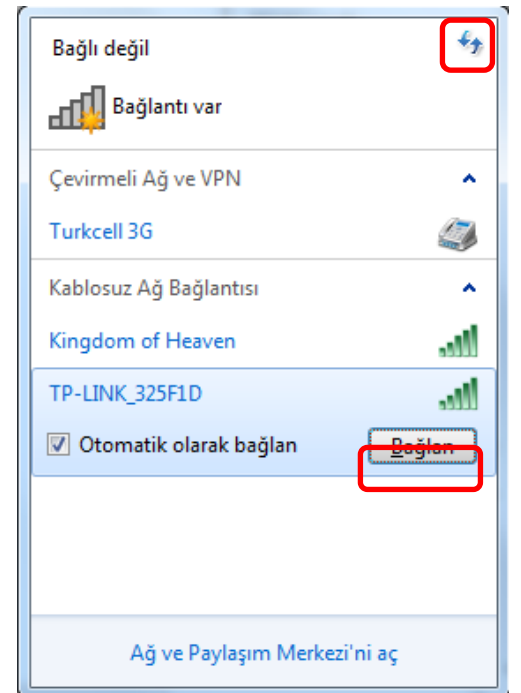 Bağlı değil
Bağlantı var
Çevirmeli Ağ ve VPN
Turkcell 3G
Kablosuz Ağ Bağlantısı
Kingdom of Heaven
TP-LINK_325F1D
Otomatik olarak bağlan
Bağlan
Ağ ve Paylaşım Merkezi'ni aç